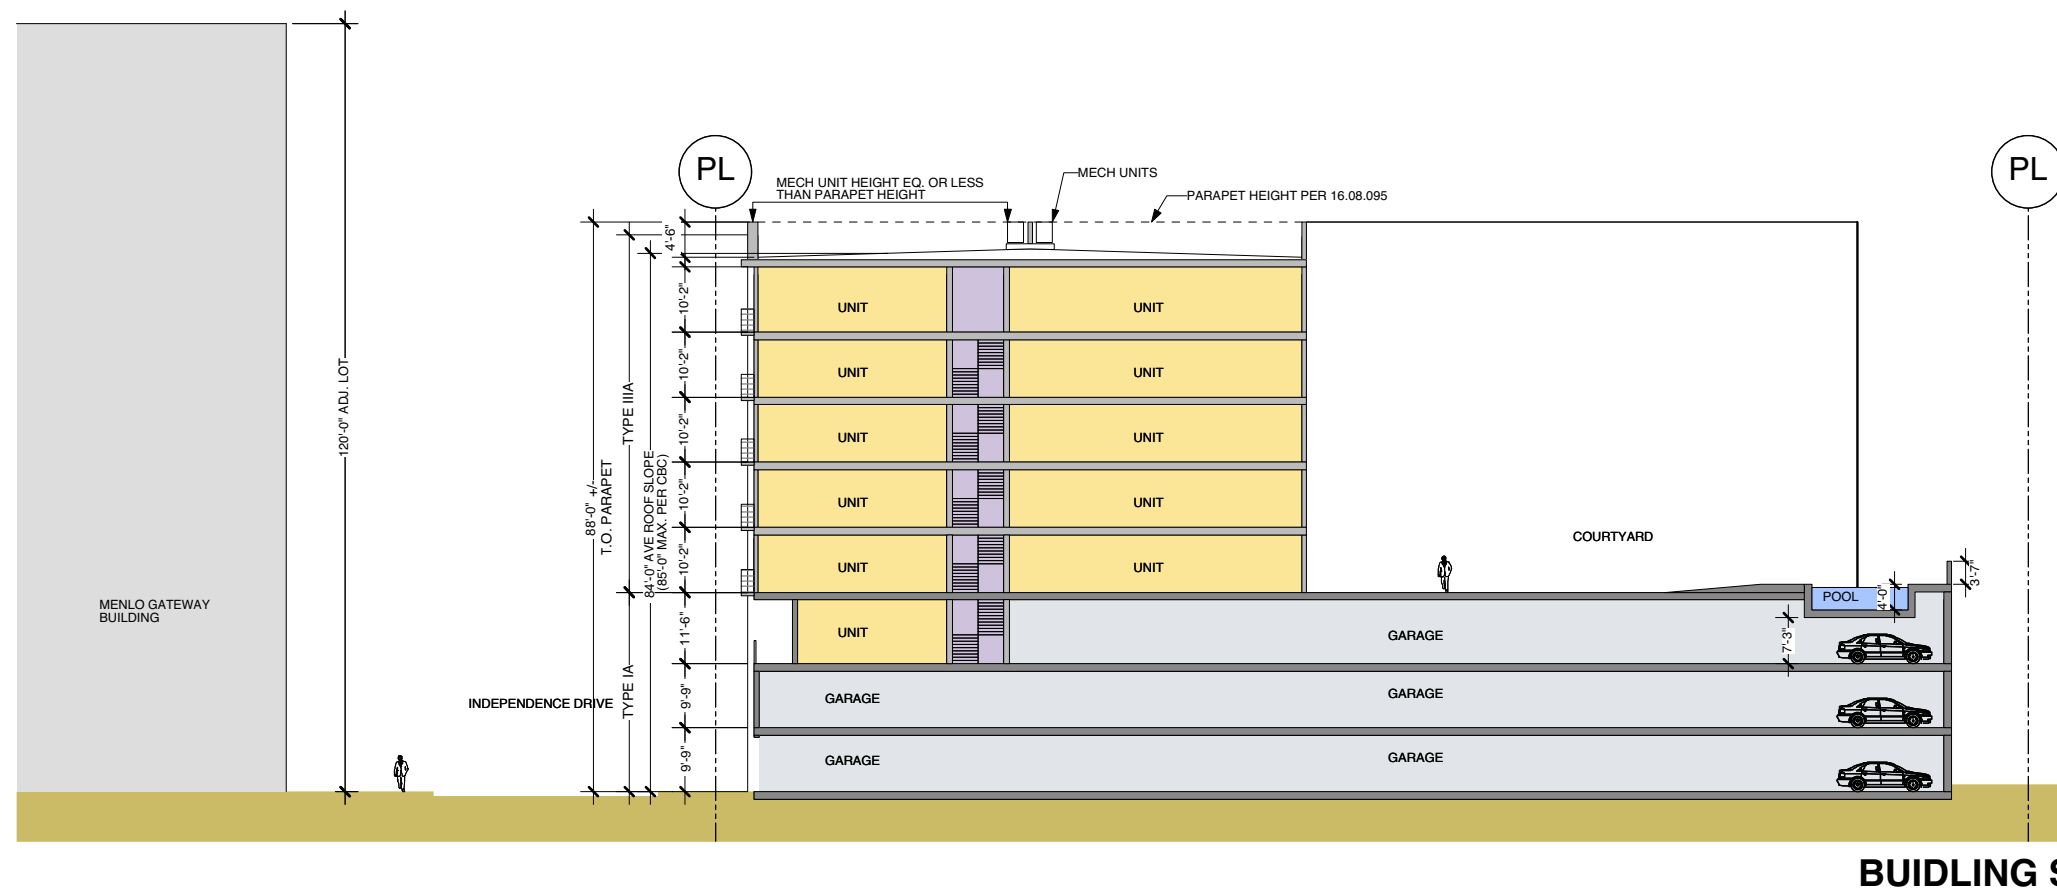 PL
PL
MECH UNITS
MECH UNIT HEIGHT EQ. OR LESS
THAN PARAPET HEIGHT
PARAPET HEIGHT PER 16.08.095
4'-6"
10'-2"
UNIT
UNIT
10'-2"
UNIT
UNIT
120'-0" ADJ. LOT
TYPE IIIA
10'-2"
UNIT
UNIT
88'-0" +/-
T.O. PARAPET
84'-0" AVE ROOF SLOPE
(85'-0" MAX. PER CBC)
10'-2"
UNIT
UNIT
COURTYARD
10'-2"
UNIT
UNIT
3'-7"
POOL
4'-0"
MENLO GATEWAY
BUILDING
11'-6"
UNIT
GARAGE
7'-3"
INDEPENDENCE DRIVE
TYPE IA
9'-9"
GARAGE
GARAGE
9'-9"
GARAGE
GARAGE
BUIDLING S